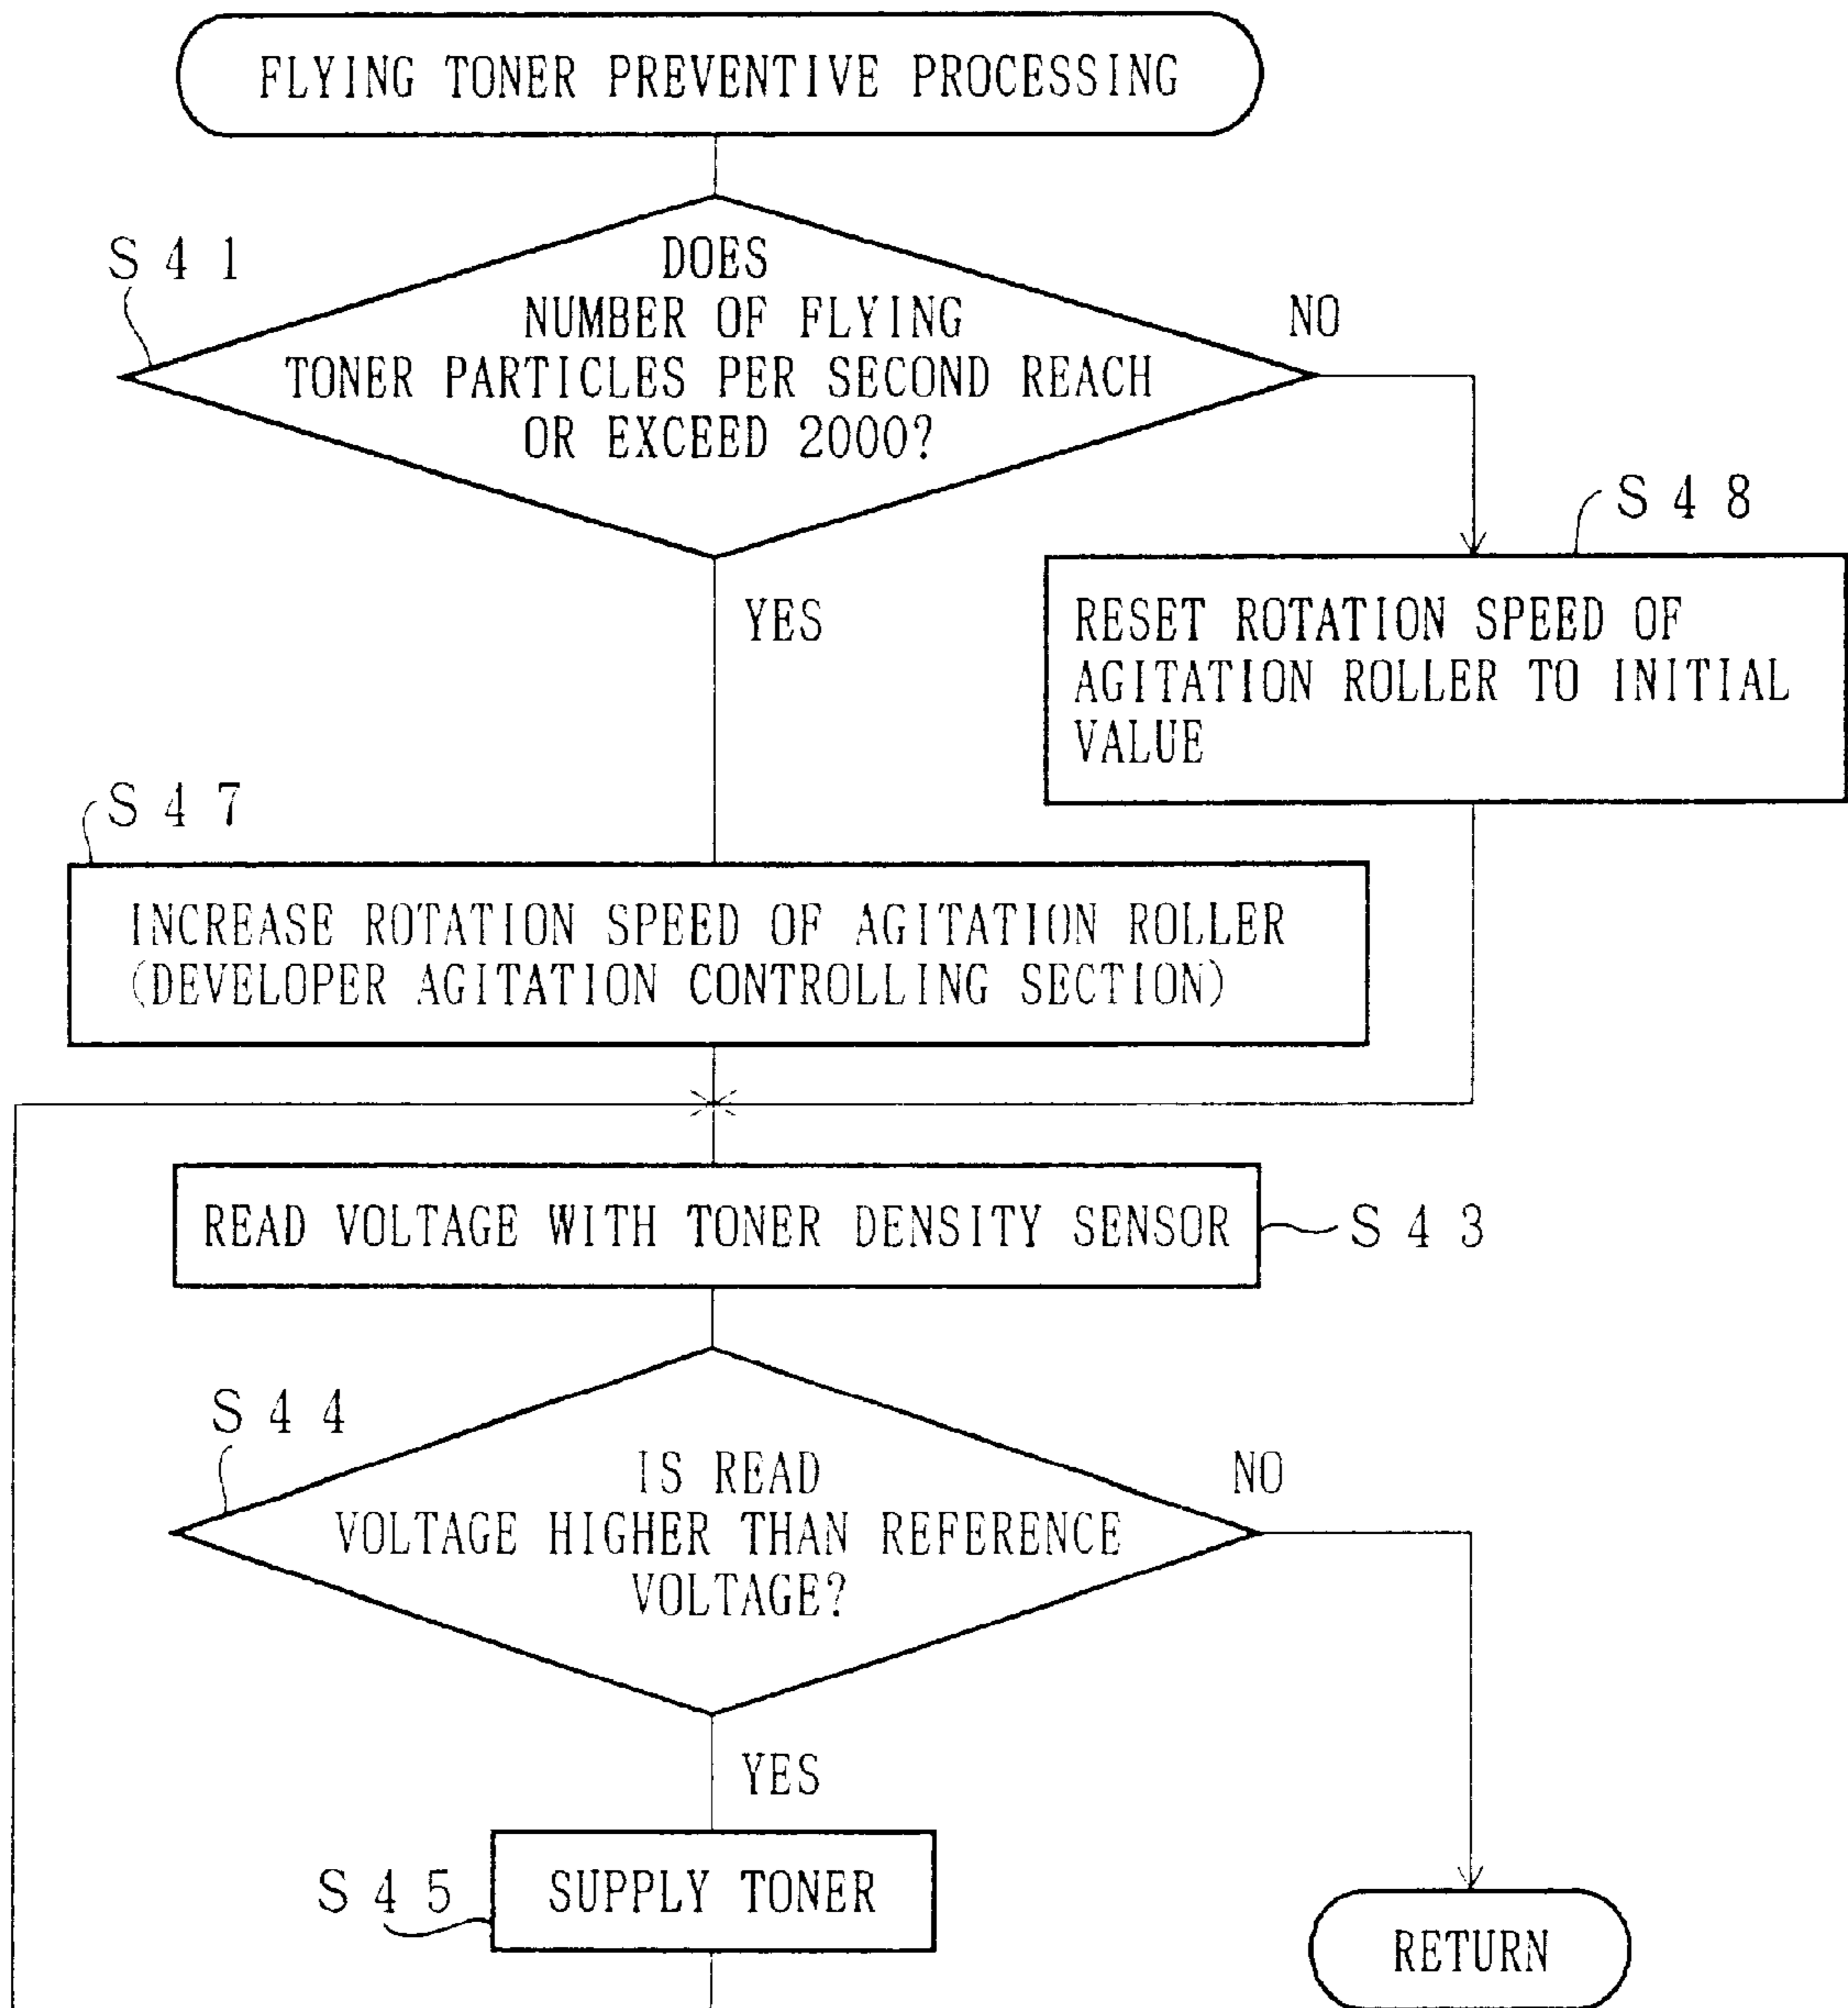 FLYING TONER PREVENTIVE PROCESSING
S41
DOES
NUMBER OF FLYING
TONER PARTICLES PER SECOND REACH
OR EXCEED 2000?
NO
YES
S48
RESET ROTATION SPEED OF
AGITATION ROLLER TO INITIAL
VALUE
S47
INCREASE ROTATION SPEED OF AGITATION ROLLER
(DEVELOPER AGITATION CONTROLLING SECTION)
READ VOLTAGE WITH TONER DENSITY SENSOR
S43
S44
IS READ
VOLTAGE HIGHER THAN REFERENCE
VOLTAGE?
NO
YES
S45
SUPPLY TONER
RETURN